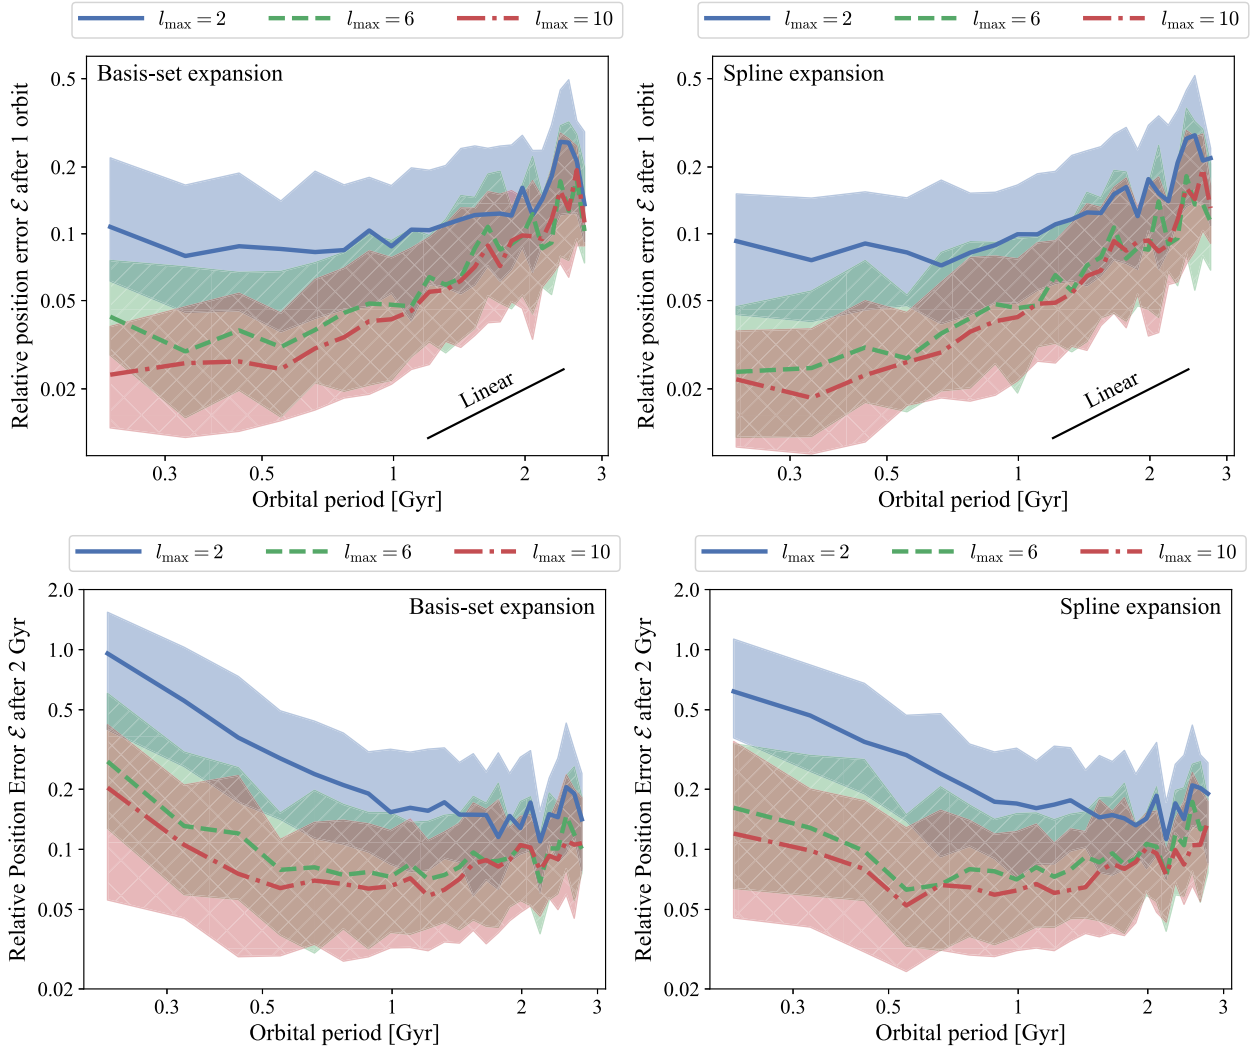 l_max = 2 l_max = 6 l_max = 10
Basis-set expansion
Relative position error ℰ after 1 orbit
0.5
0.2
0.1
0.05
0.02
Linear
0.3 0.5 1 2 3
Orbital period [Gyr]
l_max = 2 l_max = 6 l_max = 10
Spline expansion
Relative position error ℰ after 1 orbit
0.5
0.2
0.1
0.05
0.02
Linear
0.3 0.5 1 2 3
Orbital period [Gyr]
l_max = 2 l_max = 6 l_max = 10
Basis-set expansion
Relative Position Error ℰ after 2 Gyr
2.0
1.0
0.5
0.2
0.1
0.05
0.02
0.3 0.5 1 2 3
Orbital period [Gyr]
l_max = 2 l_max = 6 l_max = 10
Spline expansion
Relative Position Error ℰ after 2 Gyr
2.0
1.0
0.5
0.2
0.1
0.05
0.02
0.3 0.5 1 2 3
Orbital period [Gyr]